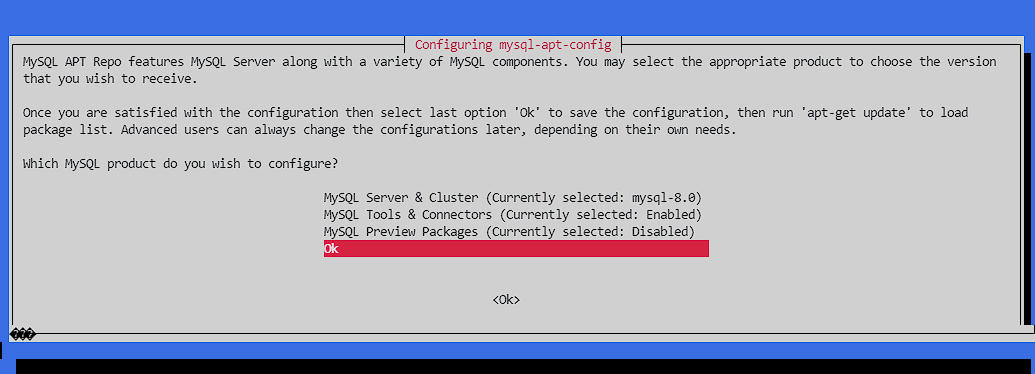 Configuring mysql-apt-config
MySQL APT Repo features MySQL Server along with a variety of MySQL components. You may select the appropriate product to choose the version
that you wish to receive.
Once you are satisfied with the configuration then select last option 'Ok' to save the configuration, then run 'apt-get update' to load
package list. Advanced users can always change the configurations later, depending on their own needs.
Which MySQL product do you wish to configure?
MySQL Server & Cluster (Currently selected: mysql-8.0)
MySQL Tools & Connectors (Currently selected: Enabled)
MySQL Preview Packages (Currently selected: Disabled)
Ok
<Ok>
���